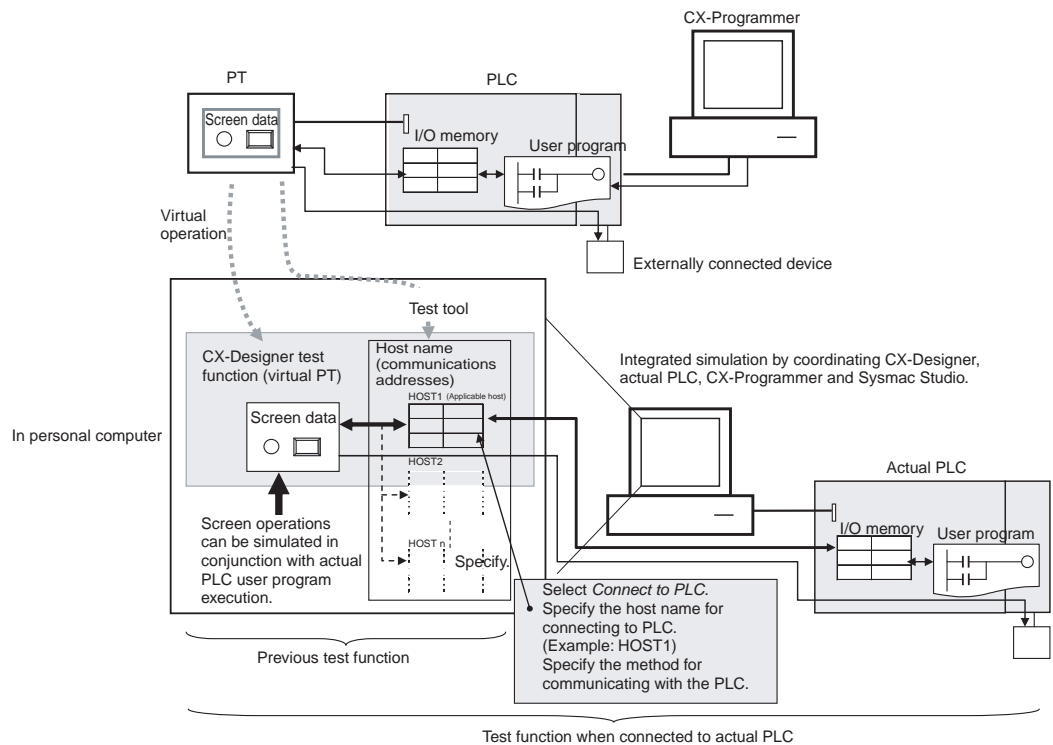 CX-Programmer
PT
PLC
Screen data
I/O memory
User program
Virtual
operation
Externally connected device
Test tool
CX-Designer test
function (virtual PT)
Host name
(communications
addresses)
HOST1 (Applicable host)
Integrated simulation by coordinating CX-Designer,
actual PLC, CX-Programmer and Sysmac Studio.
Screen data
In personal computer
HOST2
Actual PLC
Screen operations
can be simulated in
conjunction with actual
PLC user program
execution.
HOST n
Specify.
I/O memory
User program
Select Connect to PLC.
Specify the host name for
connecting to PLC.
(Example: HOST1)
Specify the method for
communicating with the PLC.
Previous test function
Test function when connected to actual PLC